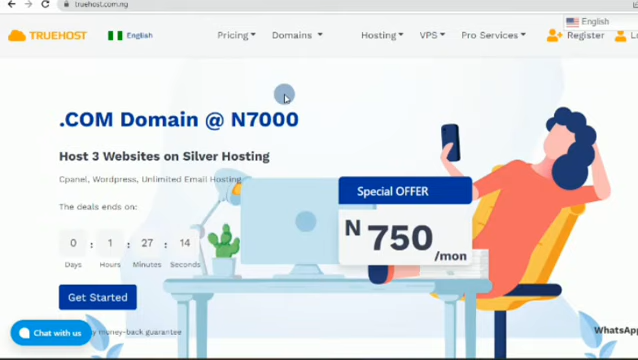 truehost.com.ng
English
TRUEHOST
English
Pricing
Domains
Hosting
VPS
Pro Services
Register
.COM Domain @ N7000
Host 3 Websites on Silver Hosting
Cpanel, Wordpress, Unlimited Email Hosting
The deals ends on:
0 : 1 : 27 : 14
Days Hours Minutes Seconds
Get Started
Special OFFER
N 750 /mon
Chat with us
money-back guarantee
WhatsApp